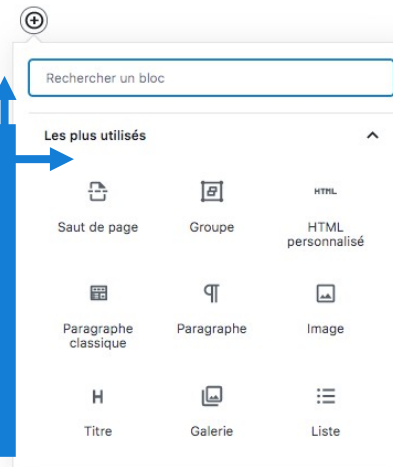 Rechercher un bloc
Les plus utilisés
Saut de page
Groupe
HTML
HTML
personnalisé
Paragraphe
classique
Paragraphe
Image
H
Titre
Galerie
Liste